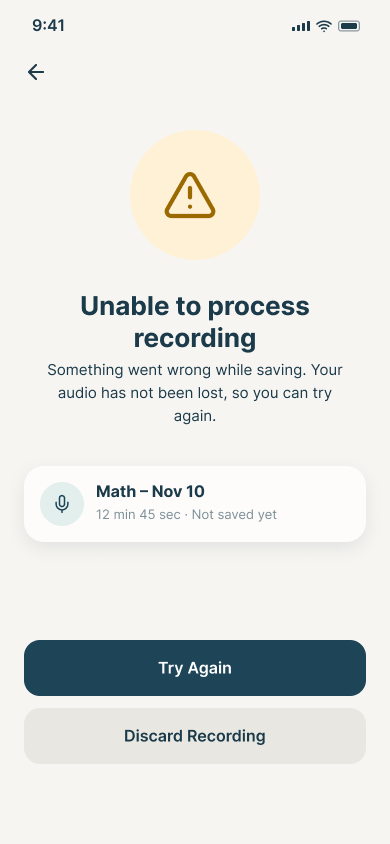 9:41
Unable to process
recording
Something went wrong while saving. Your
audio has not been lost, so you can try
again.
Math – Nov 10
12 min 45 sec · Not saved yet
Try Again
Discard Recording